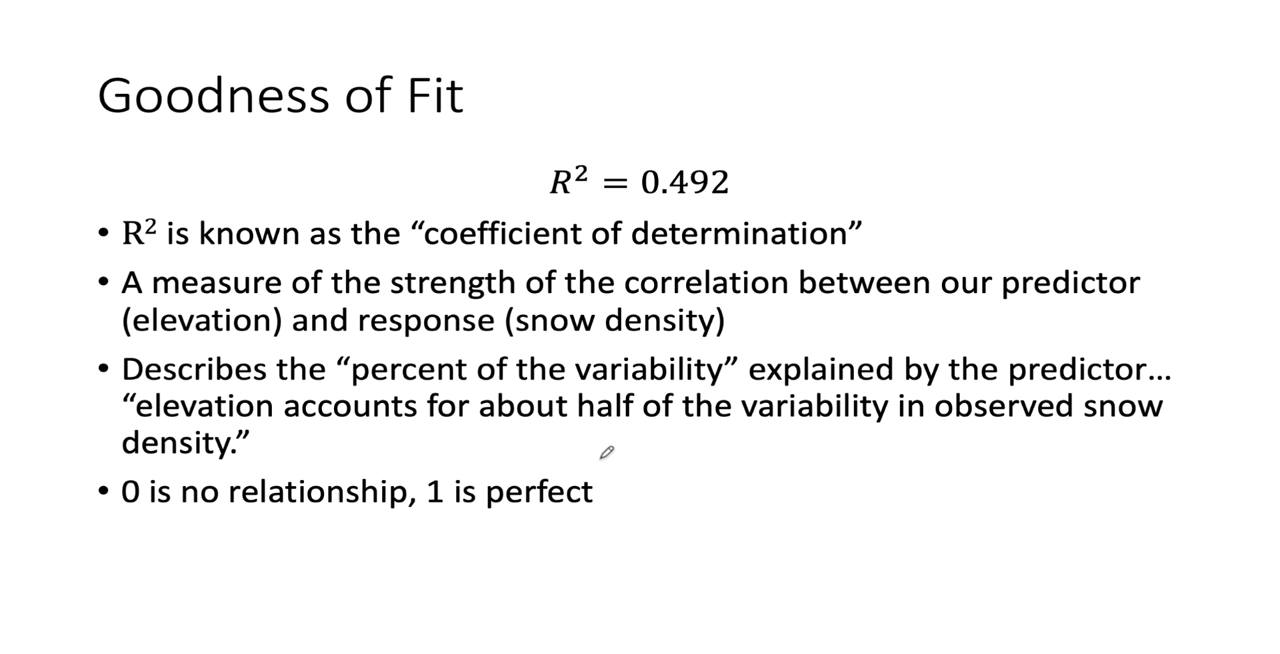 Goodness of Fit
R² = 0.492
• R² is known as the “coefficient of determination”
• A measure of the strength of the correlation between our predictor
(elevation) and response (snow density)
• Describes the “percent of the variability” explained by the predictor…
“elevation accounts for about half of the variability in observed snow
density.”
• 0 is no relationship, 1 is perfect